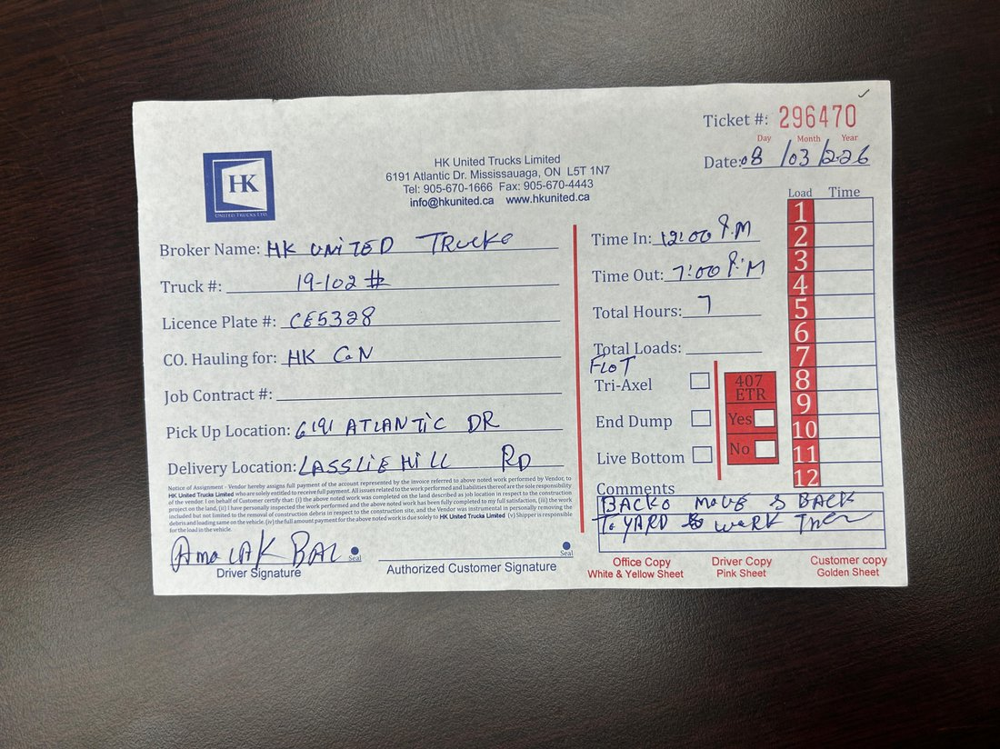 Ticket #: 296470
Day Month Year
Date: 08 /03 /2026
HK
UNITED TRUCKS LTD.
HK United Trucks Limited
6191 Atlantic Dr. Mississauga, ON L5T 1N7
Tel: 905-670-1666 Fax: 905-670-4443
info@hkunited.ca www.hkunited.ca
Broker Name: HK UNITED TRUCKS
Truck #: 19-102 #
Licence Plate #: CE5328
CO. Hauling for: HK CON
Job Contract #:
Pick Up Location: 6191 ATLANTIC DR
Delivery Location: LASSLIE HILL RD
Notice of Assignment - Vendor hereby assigns full payment of the account represented by the invoice referred to above noted work performed by Vendor, to
HK United Trucks Limited who are solely entitled to receive full payment. All issues related to the work performed and liabilities thereof are the sole responsibility
of the vendor. I on behalf of Customer certify that: (i) the above noted work was completed on the land described as job location in respect to the construction
project on the land, (ii) I have personally inspected the work performed and the above noted work has been fully completed to my full satisfaction, (iii) the work
included but not limited to the removal of construction debris in respect to construction site, and the Vendor was instrumental in personally removing the
debris and loading same on the vehicle. (iv) the full amount payment for the above noted work is due solely to HK United Trucks Limited (v) Shipper is responsible
for the load in the vehicle.
BAL
Seal
Driver Signature
Seal
Authorized Customer Signature
Time In: 12:00 P.M
Time Out: 7:00 P.M
Total Hours: 7
Total Loads:
FLOT
Tri-Axel
End Dump
Live Bottom
407
ETR
Yes
No
Load Time
1
2
3
4
5
6
7
8
9
10
11
12
Comments
BACKO MOVE & BACK
To YARD & WORK
Office Copy
White & Yellow Sheet
Driver Copy
Pink Sheet
Customer copy
Golden Sheet